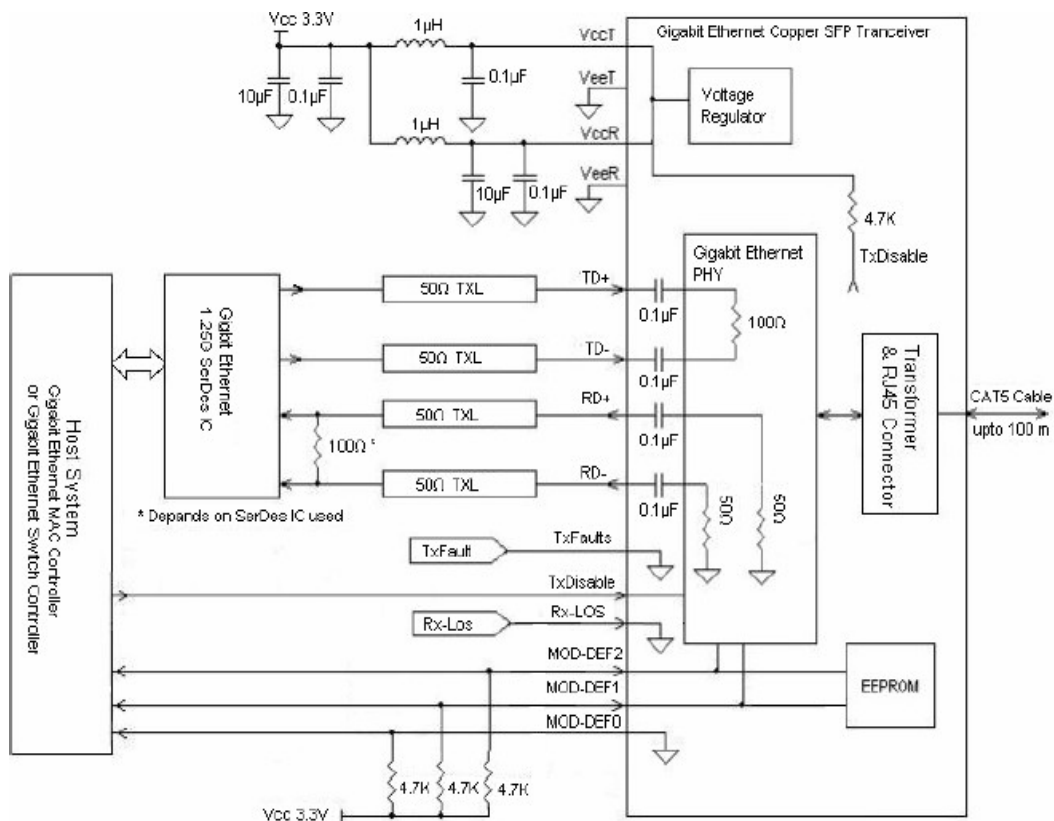 Vcc 3.3V
1µH
VccT
Gigabit Ethernet Copper SFP Tranceiver
10µF
0.1µF
0.1µF
VeeT
Voltage
Regulator
1µH
VccR
10µF
0.1µF
VeeR
4.7K
TxDisable
Gigabit Ethernet
PHY
Host System
Gigabit Ethernet MAC Controller
or Gigabit Ethernet Swtch Controller
Gigbit Ethernet
1.25G SerDes IC
50Ω TXL
TD+
0.1µF
100Ω
50Ω TXL
TD-
0.1µF
50Ω TXL
RD+
0.1µF
100Ω *
50Ω TXL
RD-
0.1µF
50Ω
50Ω
Transformer
& RJ45 Connector
CAT5 Cable
upto 100 m
* Depands on SerDes IC used
TxFault
TxFaults
TxDisable
Rx-Los
Rx-LOS
MOD-DEF2
MOD-DEF1
MOD-DEF0
EEPROM
4.7K
4.7K
4.7K
Vcc 3.3V